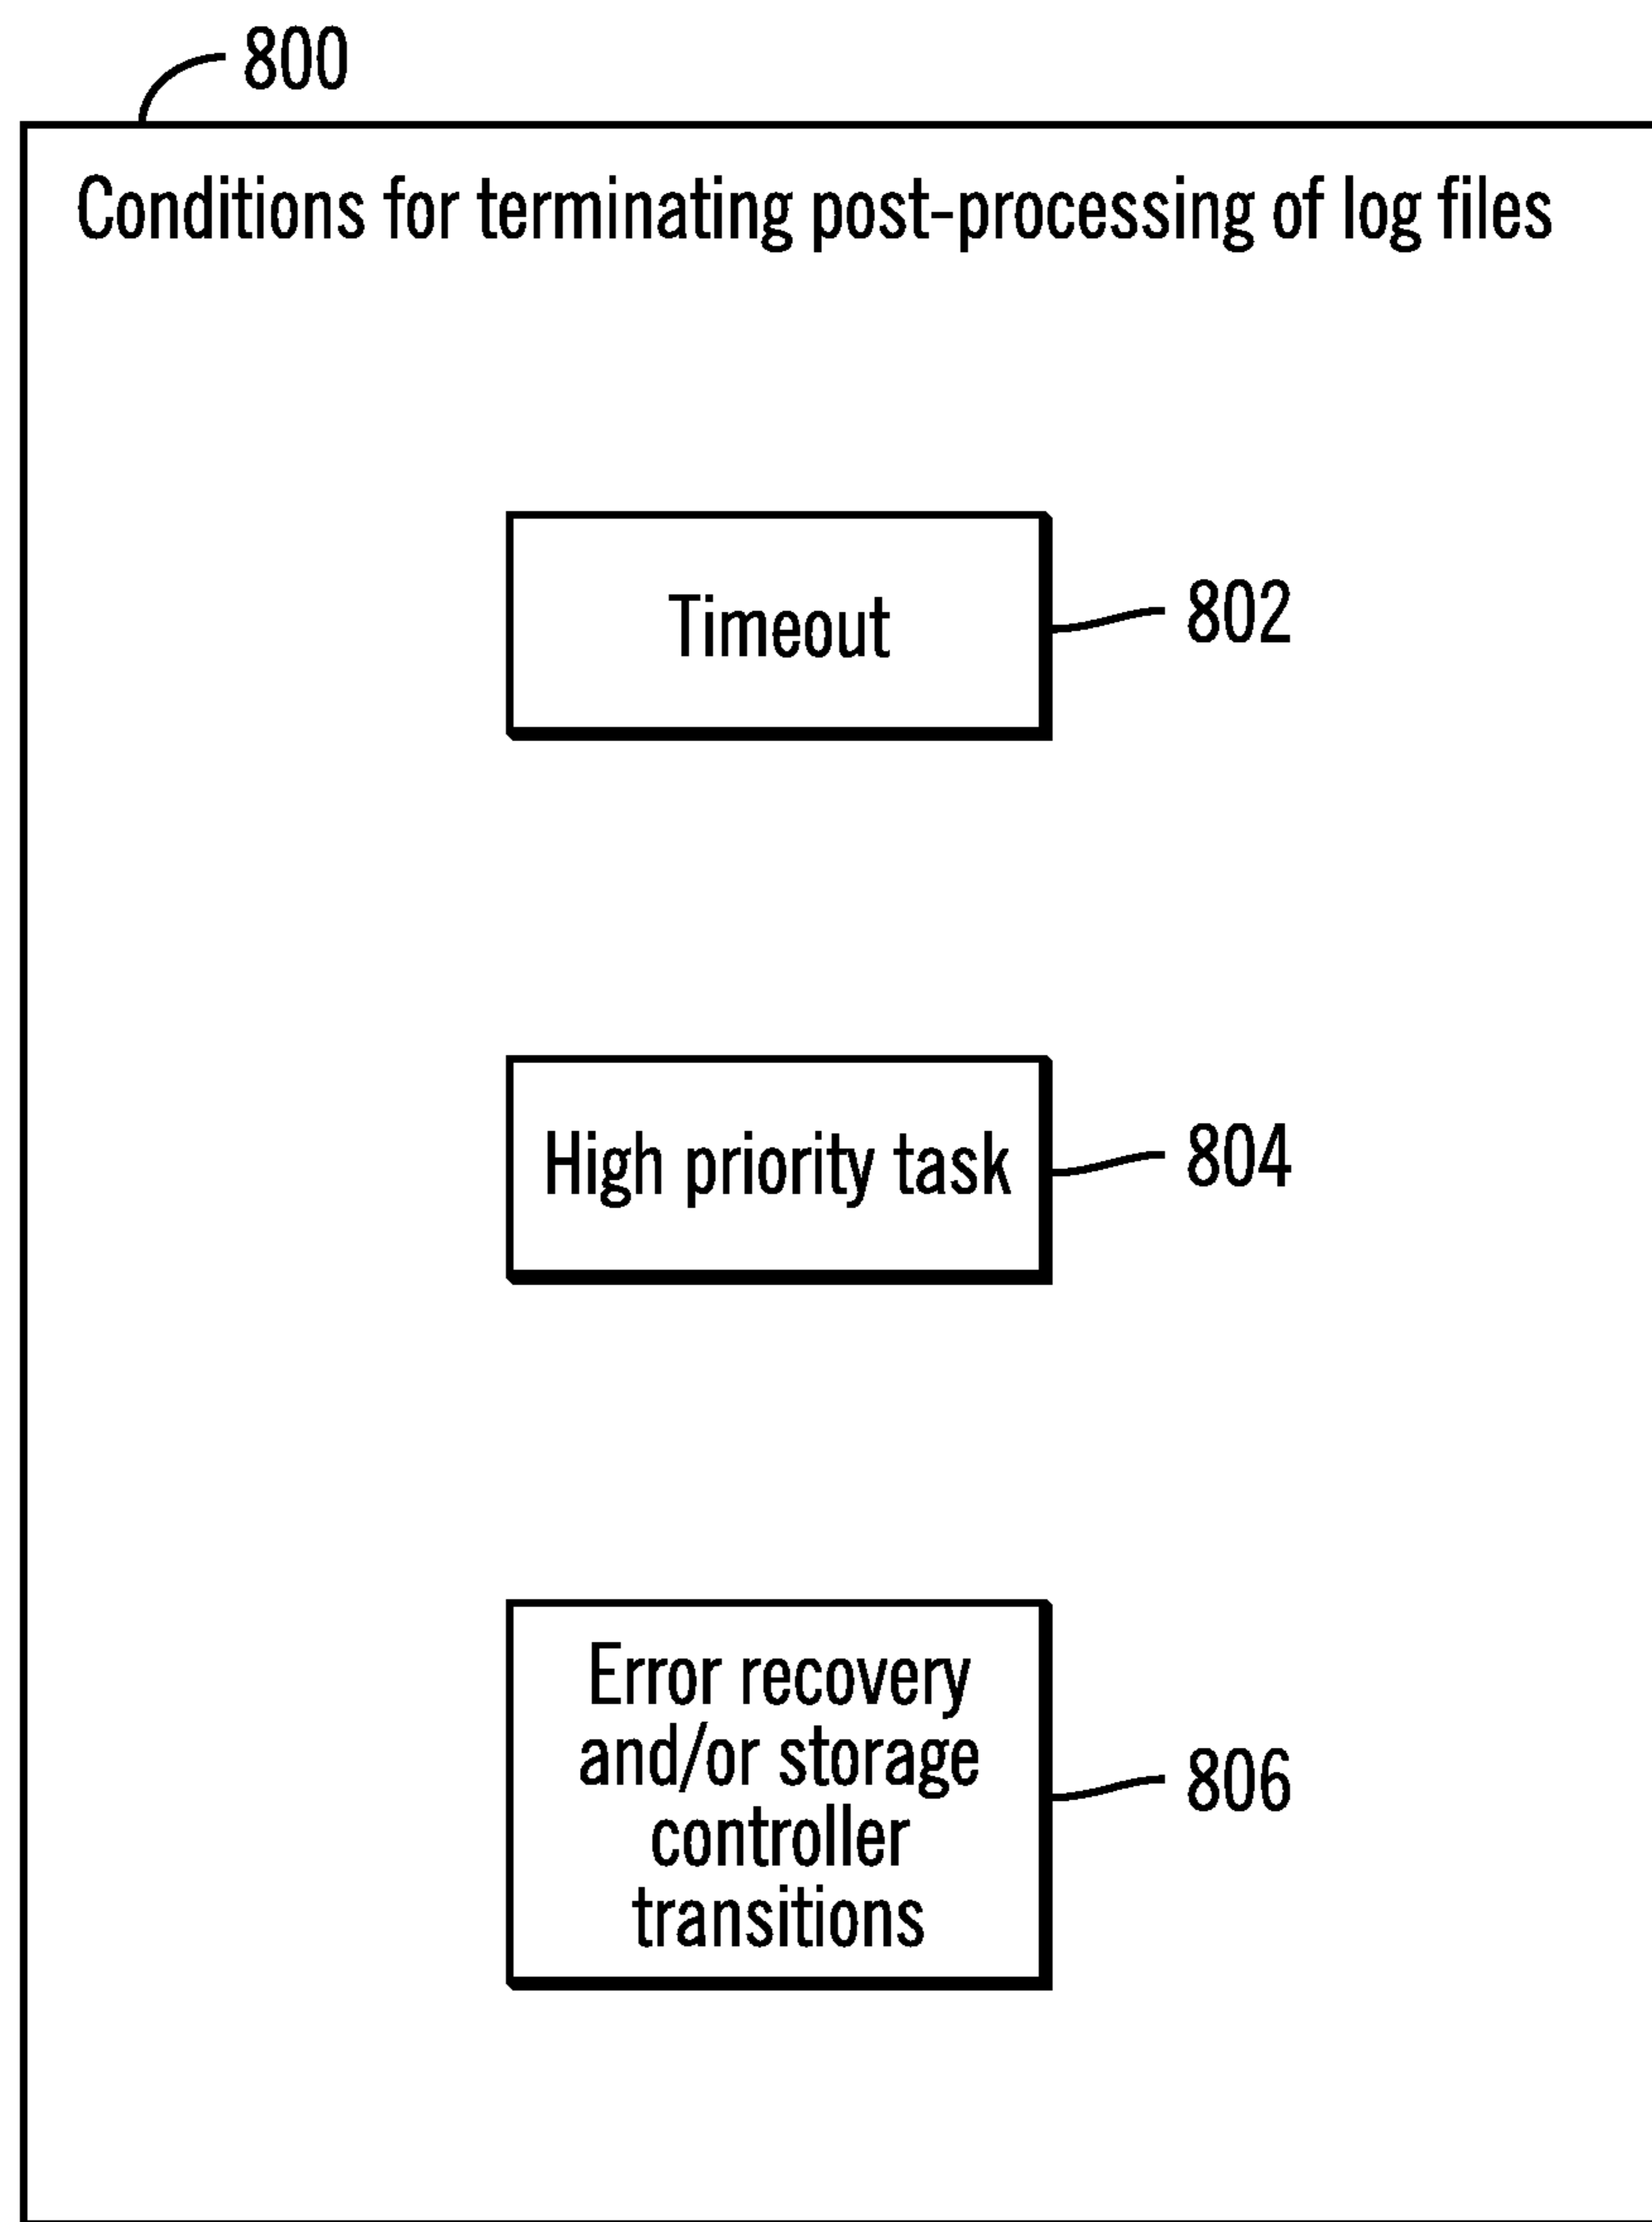 800
Conditions for terminating post-processing of log files
Timeout
802
High priority task
804
Error recovery
and/or storage
controller
transitions
806